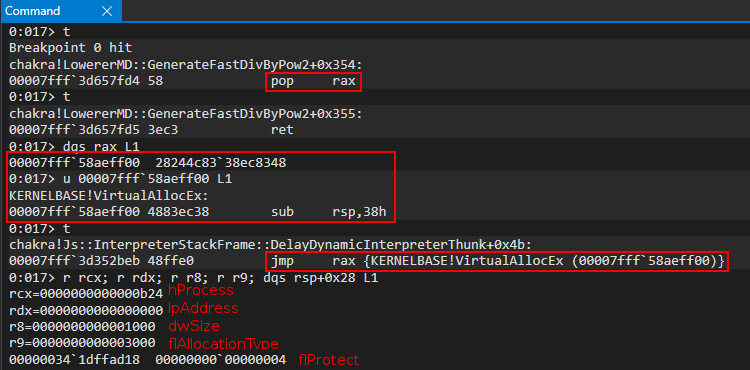 Command
0:017> t
Breakpoint 0 hit
chakra!LowererMD::GenerateFastDivByPow2+0x354:
00007fff`3d657fd4 58              pop     rax
0:017> t
chakra!LowererMD::GenerateFastDivByPow2+0x355:
00007fff`3d657fd5 3ec3            ret
0:017> dqs rax L1
00007fff`58aeff00  28244c83`38ec8348
0:017> u 00007fff`58aeff00 L1
KERNELBASE!VirtualAllocEx:
00007fff`58aeff00 4883ec38        sub     rsp,38h
0:017> t
chakra!Js::InterpreterStackFrame::DelayDynamicInterpreterThunk+0x4b:
00007fff`3d352beb 48ffe0          jmp     rax {KERNELBASE!VirtualAllocEx (00007fff`58aeff00)}
0:017> r rcx; r rdx; r r8; r r9; dqs rsp+0x28 L1
rcx=0000000000000b24 hProcess
rdx=0000000000000000 lpAddress
r8=0000000000001000 dwSize
r9=0000000000003000 flAllocationType
00000034`1dffad18  00000000`00000004 flProtect